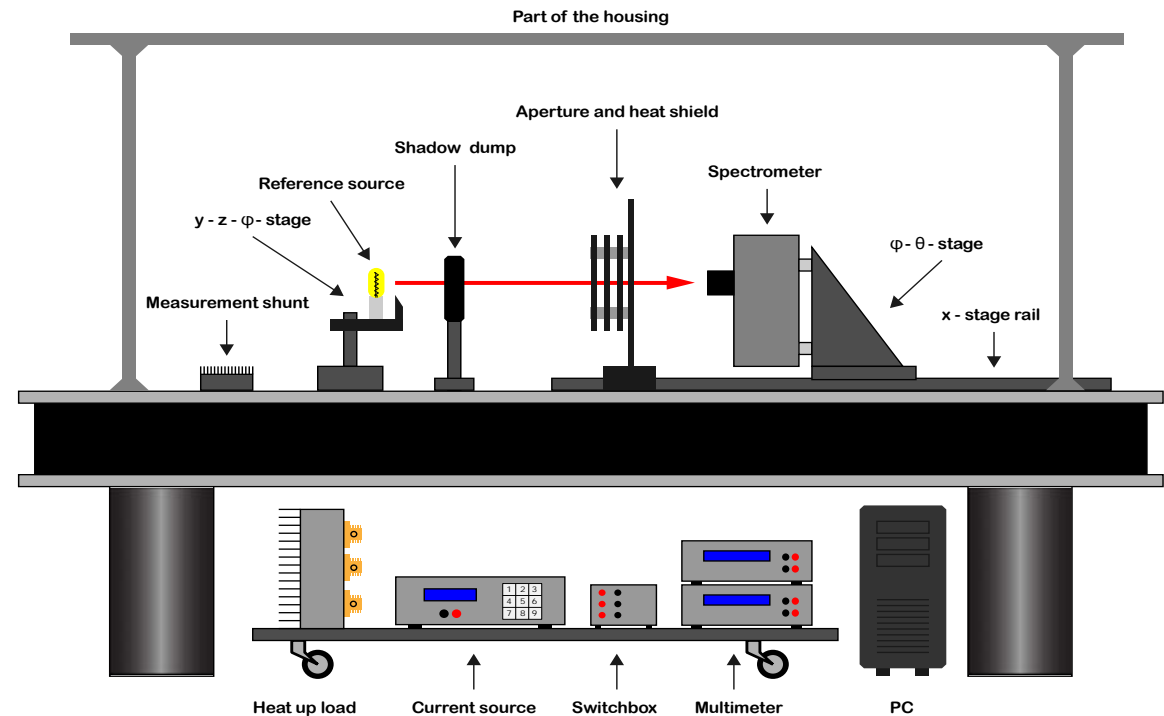 Part of the housing
Aperture and heat shield
Shadow dump
Spectrometer
Reference source
y - z - φ - stage
φ - θ - stage
Measurement shunt
x - stage rail
1 2 3
4 5 6
7 8 9
Heat up load
Current source
Switchbox
Multimeter
PC